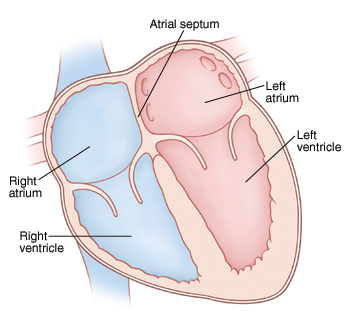 Atrial septum
Left
atrium
Left
ventricle
Right
atrium
Right
ventricle